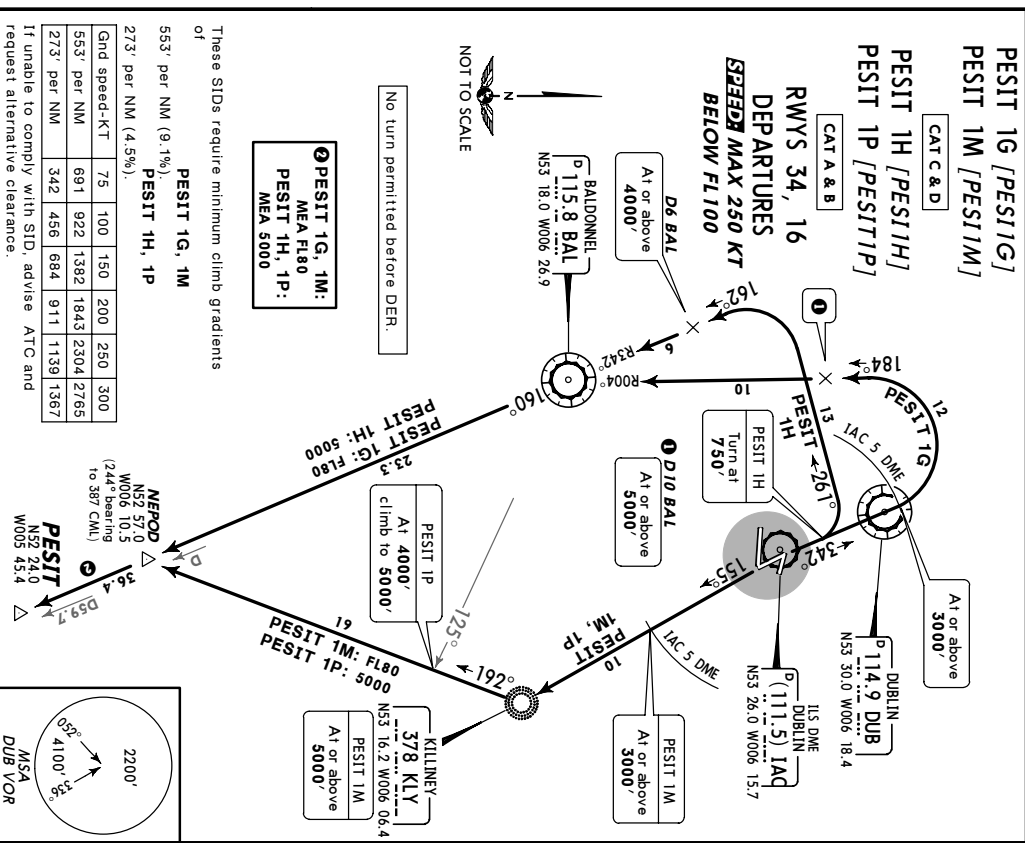 PESIT 1G [PESI1G]
PESIT 1M [PESI1M]
CAT C & D
PESIT 1H [PESI1H]
PESIT 1P [PESI1P]
CAT A & B
RWYS 34, 16
DEPARTURES
SPEED: MAX 250 KT
BELOW FL100
NOT TO SCALE
N
No turn permitted before DER.
❷ PESIT 1G, 1M:
MEA FL80
PESIT 1H, 1P:
MEA 5000
These SIDs require minimum climb gradients
of
PESIT 1G, 1M
553' per NM (9.1%).
PESIT 1H, 1P
273' per NM (4.5%).
Gnd speed-KT 75 100 150 200 250 300
553' per NM 691 922 1382 1843 2304 2765
273' per NM 342 456 684 911 1139 1367
If unable to comply with SID, advise ATC and
request alternative clearance.
At or above
3000'
DUBLIN
D 114.9 DUB
N53 30.0 W006 18.4
ILS DME
DUBLIN
D (111.5) IAC
N53 26.0 W006 15.7
PESIT 1M
At or above
3000'
KILLINEY
378 KLY
N53 16.2 W006 06.4
PESIT 1M
At or above
5000'
12
PESIT 1G
184°
IAC 5 DME
❶
13
PESIT
1H
261°
PESIT 1H
Turn at
750'
❶ D10 BAL
At or above
5000'
342°
155°
IAC 5 DME
PESIT
1M, 1P
10
162°
D6 BAL
At or above
4000'
6
R342°
10
R004°
BALDONNEL
D 115.8 BAL
N53 18.0 W006 26.9
160°
PESIT 1G: FL80
PESIT 1H: 5000
23.3
125°
192°
PESIT 1P
At 4000'
climb to 5000'
19
PESIT 1M: FL80
PESIT 1P: 5000
D
NEPOD
N52 57.0
W006 10.5
(244° bearing
to 387 CML)
❷
36.4
D59.7
PESIT
N52 24.0
W005 45.4
2200'
052°
4100'
336°
MSA
DUB VOR